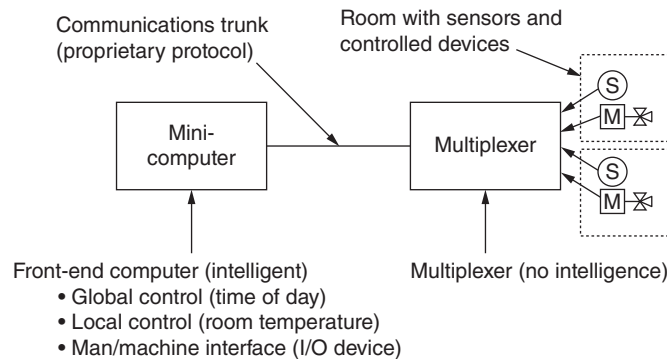 Communications trunk
(proprietary protocol)
Room with sensors and
controlled devices
S
M
Mini-
computer
Multiplexer
S
M
Front-end computer (intelligent)
• Global control (time of day)
• Local control (room temperature)
• Man/machine interface (I/O device)
Multiplexer (no intelligence)